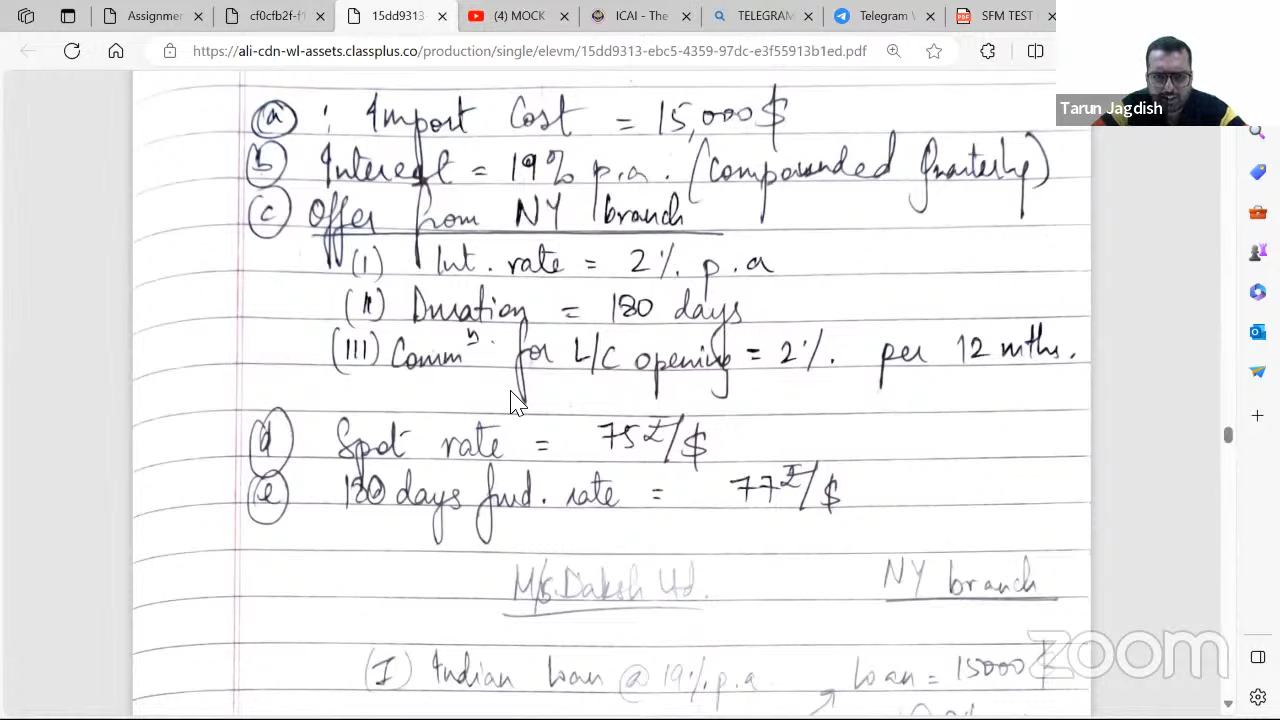 Assignmer
c0cfb2bf-f1
15dd9313
(4) MOCK
ICAI - The
TELEGRAM
Telegram \
SFM TEST
https://ali-cdn-wl-assets.classplus.co/production/single/elevm/15dd9313-ebc5-4359-97dc-e3f55913b1ed.pdf
Tarun Jagdish
(a) : Import Cost = 15,000 $
(b) Interest = 19% p.a. (Compounded Quarterly)
(c) Offer from NY branch
(I) Int. rate = 2% p.a
(II) Duration = 180 days
(III) Commn. for L/C opening = 2% per 12 mths.
(d) Spot rate = 75₹/$
(e) 180 days fwd. rate = 77₹/$
M/s. Daksh Ltd. NY branch
(I) Indian loan @ 19% p.a. loan = 15000 $
zoom